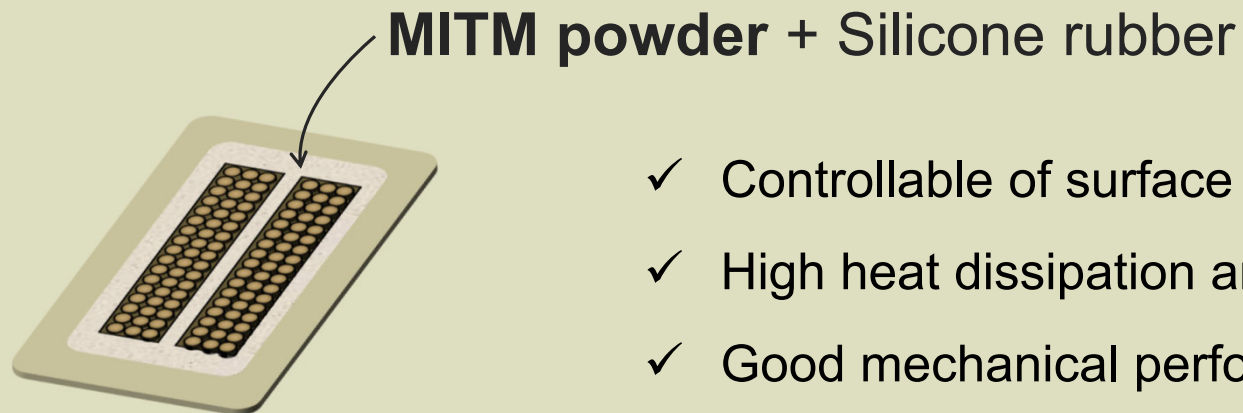 MITM powder + Silicone rubber
✓ Controllable of surface
✓ High heat dissipation
✓ Good mechanical